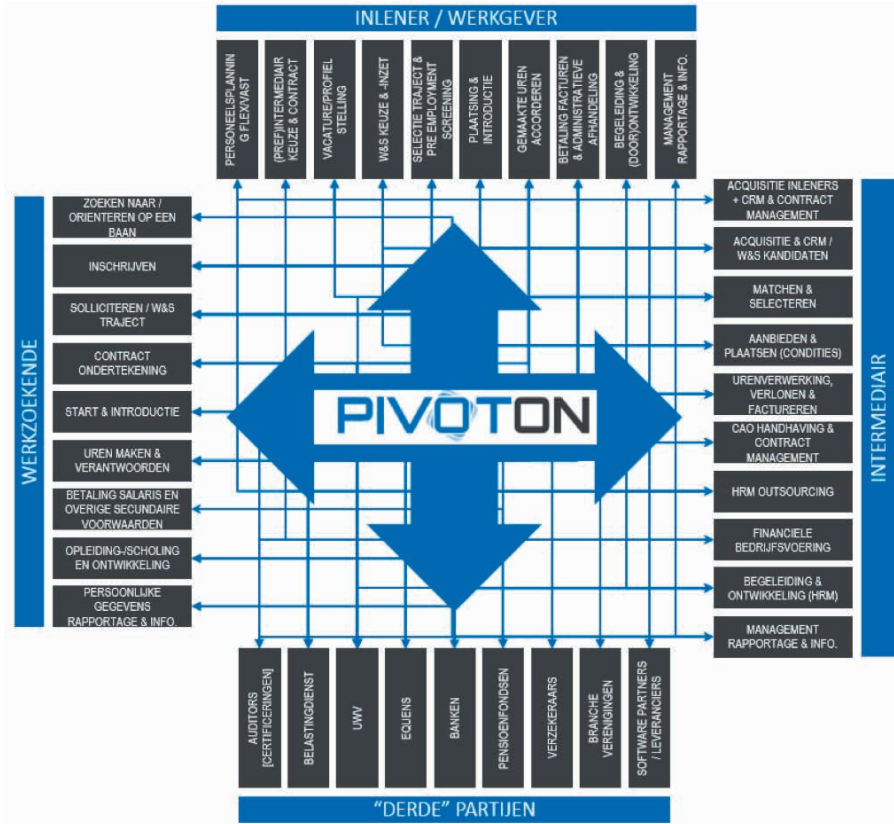 INLENER / WERKGEVER
PERSONEELSPLANNIN
G FLEX/VAST
(PREF)INTERMEDIAIR
KEUZE & CONTRACT
VACATURE/PROFIEL
STELLING
W&S KEUZE & -INZET
SELECTIE TRAJECT &
PRE EMPLOYMENT
SCREENING
PLAATSING &
INTRODUCTIE
GEMAAKTE UREN
ACCORDEREN
BETALING FACTUREN
& ADMINISTRATIEVE
AFHANDELING
BEGELEIDING &
(DOOR)ONTWIKKELING
MANAGEMENT
RAPPORTAGE & INFO.
WERKZOEKENDE
ZOEKEN NAAR /
ORIENTEREN OP EEN
BAAN
INSCHRIJVEN
SOLLICITEREN / W&S
TRAJECT
CONTRACT
ONDERTEKENING
START & INTRODUCTIE
UREN MAKEN &
VERANTWOORDEN
BETALING SALARIS EN
OVERIGE SECUNDAIRE
VOORWAARDEN
OPLEIDING-/SCHOLING
EN ONTWIKKELING
PERSOONLIJKE
GEGEVENS
RAPPORTAGE & INFO.
PIVOTON
ACQUISITIE INLENERS
+ CRM & CONTRACT
MANAGEMENT
ACQUISITIE & CRM /
W&S KANDIDATEN
MATCHEN &
SELECTEREN
AANBIEDEN &
PLAATSEN (CONDITIES)
URENVERWERKING,
VERLONEN &
FACTUREREN
CAO HANDHAVING &
CONTRACT
MANAGEMENT
HRM OUTSOURCING
FINANCIELE
BEDRIJFSVOERING
BEGELEIDING &
ONTWIKKELING (HRM)
MANAGEMENT
RAPPORTAGE & INFO.
INTERMEDIAIR
AUDITORS
[CERTIFICERINGEN]
BELASTINGDIENST
UWV
EQUENS
BANKEN
PENSIOENFONDSEN
VERZEKERAARS
BRANCHE
VERENIGINGEN
SOFTWARE PARTNERS
/ LEVERANCIERS
"DERDE" PARTIJEN